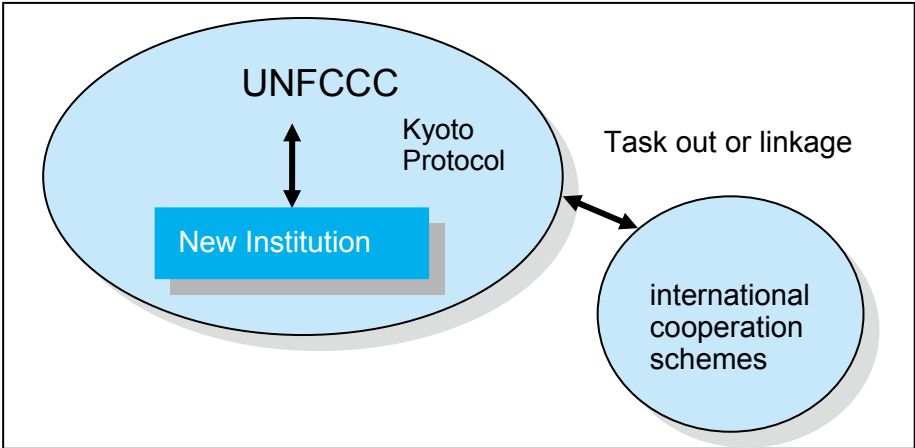 UNFCCC
Kyoto
Protocol
Task out or linkage
New Institution
international
cooperation
schemes